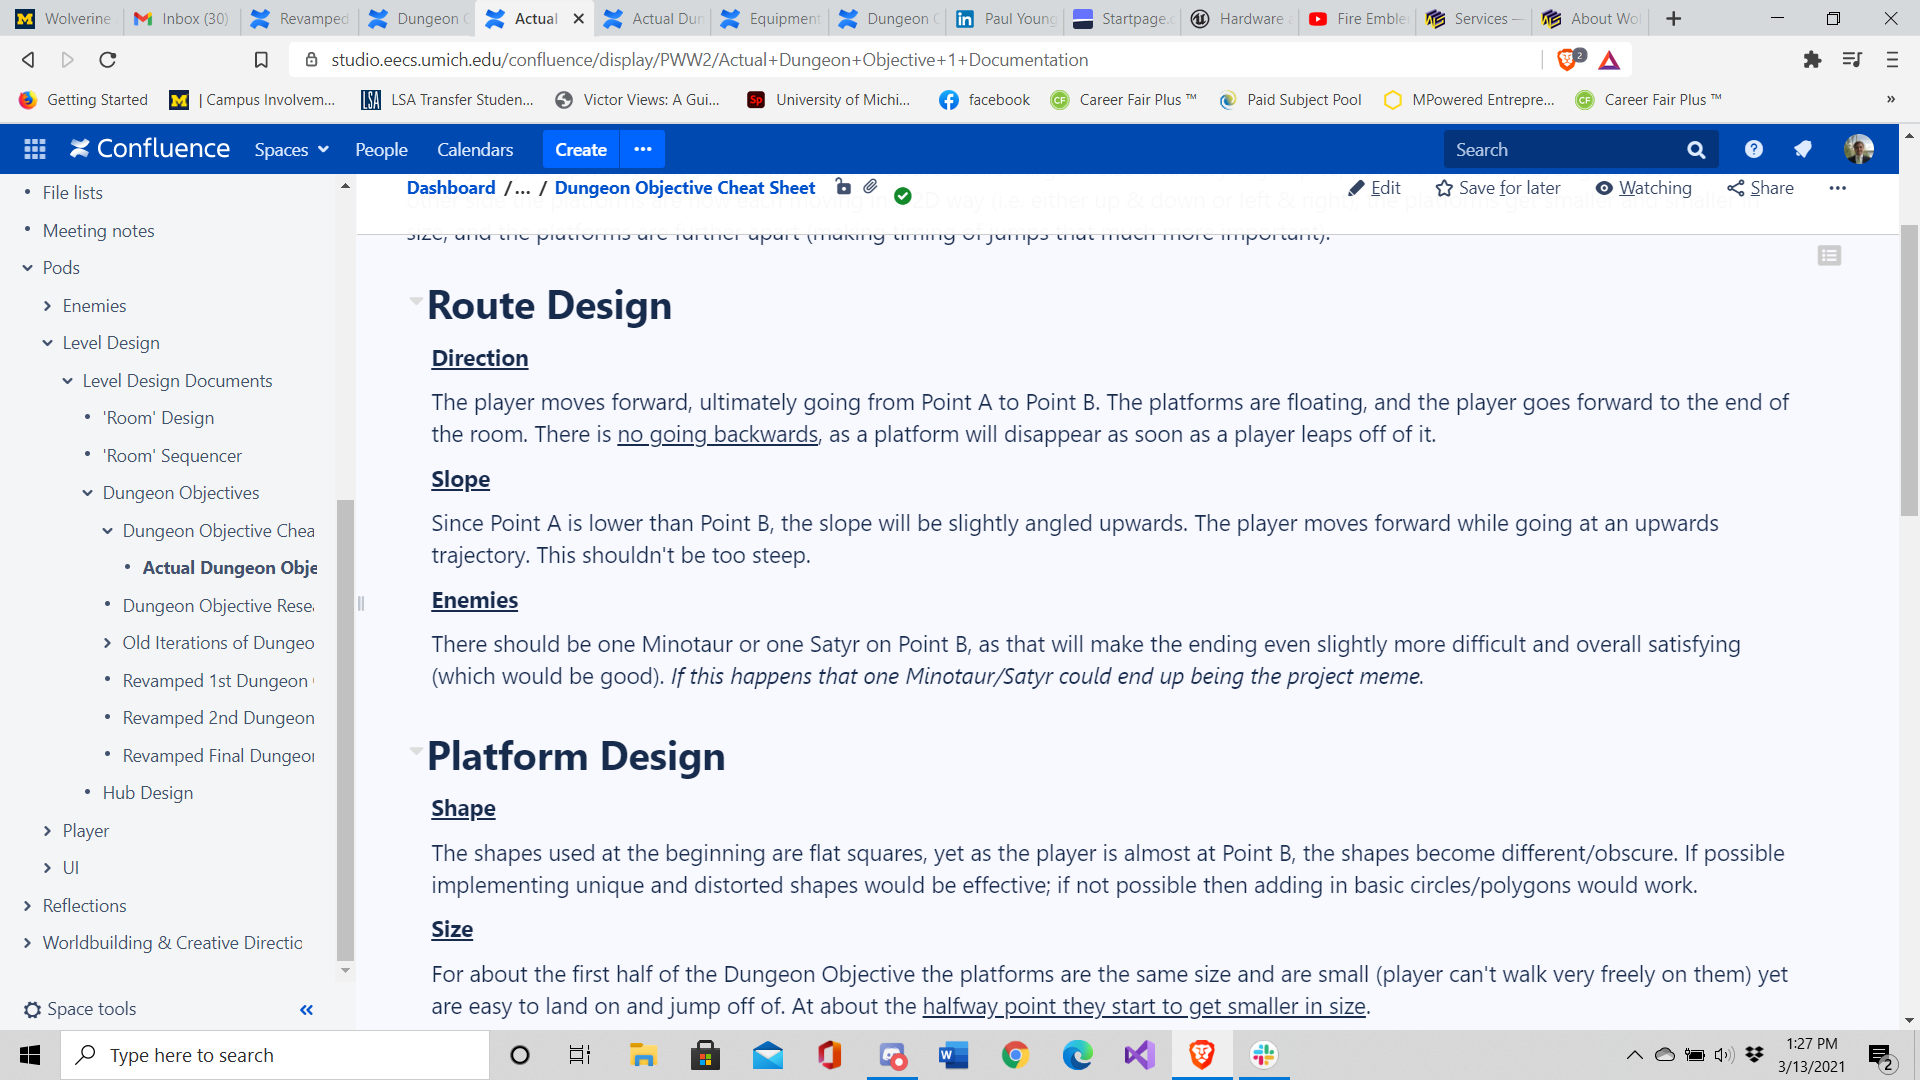 Wolverine
Inbox (30)
Revamped
Dungeon
Actual
Actual Dun
Equipment
Dungeon
Paul Young
Startpage.c
Hardware
Fire Emble
Services —
About Wol
studio.eecs.umich.edu/confluence/display/PWW2/Actual+Dungeon+Objective+1+Documentation
2
Getting Started
| Campus Involvem...
LSA Transfer Studen...
Victor Views: A Gui...
University of Michi...
facebook
Career Fair Plus ™
Paid Subject Pool
MPowered Entrepre...
Career Fair Plus ™
»
Confluence
Spaces
People
Calendars
Create
Search
File lists
Meeting notes
Pods
Enemies
Level Design
Level Design Documents
'Room' Design
'Room' Sequencer
Dungeon Objectives
Dungeon Objective Chea
Actual Dungeon Obje
Dungeon Objective Resea
Old Iterations of Dungeo
Revamped 1st Dungeon
Revamped 2nd Dungeon
Revamped Final Dungeon
Hub Design
Player
UI
Reflections
Worldbuilding & Creative Directio
Space tools
«
Dashboard /... / Dungeon Objective Cheat Sheet
Edit
Save for later
Watching
Share
size, and the platforms are further apart (making timing of jumps that much more important).
Route Design
Direction
The player moves forward, ultimately going from Point A to Point B. The platforms are floating, and the player goes forward to the end of
the room. There is no going backwards, as a platform will disappear as soon as a player leaps off of it.
Slope
Since Point A is lower than Point B, the slope will be slightly angled upwards. The player moves forward while going at an upwards
trajectory. This shouldn't be too steep.
Enemies
There should be one Minotaur or one Satyr on Point B, as that will make the ending even slightly more difficult and overall satisfying
(which would be good). If this happens that one Minotaur/Satyr could end up being the project meme.
Platform Design
Shape
The shapes used at the beginning are flat squares, yet as the player is almost at Point B, the shapes become different/obscure. If possible
implementing unique and distorted shapes would be effective; if not possible then adding in basic circles/polygons would work.
Size
For about the first half of the Dungeon Objective the platforms are the same size and are small (player can't walk very freely on them) yet
are easy to land on and jump off of. At about the halfway point they start to get smaller in size.
Type here to search
1:27 PM
3/13/2021
2